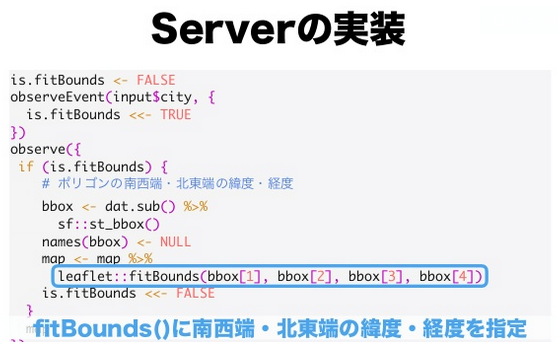 Serverの実装
is.fitBounds <- FALSE
observeEvent(input$city, {
is.fitBounds <<- TRUE
})
observe({
if (is.fitBounds) {
# ポリゴンの南西端・北東端の緯度・経度
bbox <- dat.sub() %>%
sf::st_bbox()
names(bbox) <- NULL
map <- map %>%
leaflet::fitBounds(bbox[1], bbox[2], bbox[3], bbox[4])
is.fitBounds <<- FALSE
}
fitBounds()に南西端・北東端の緯度・経度を指定